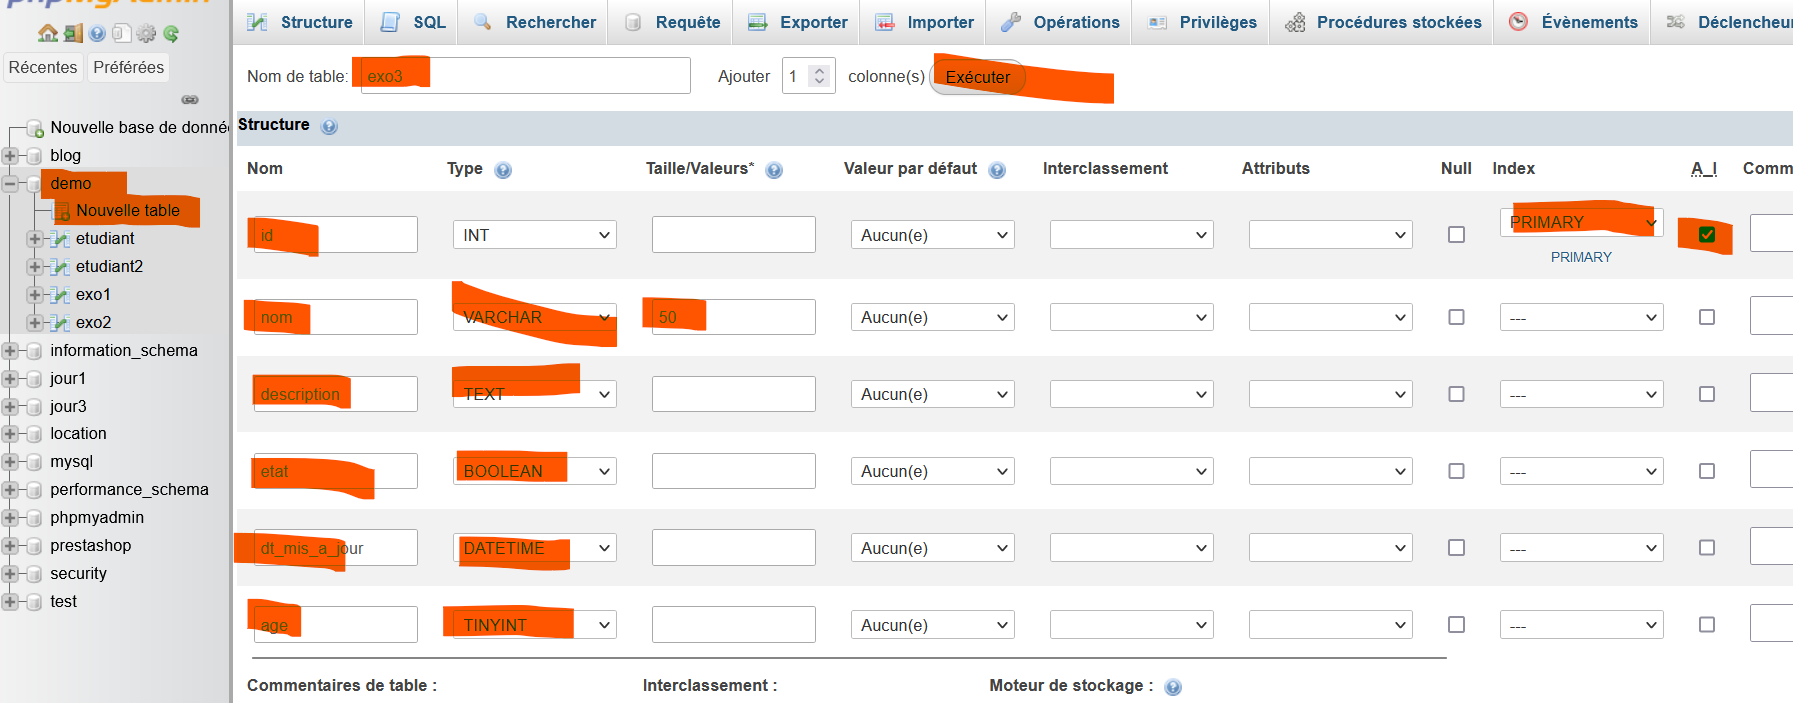 phpMyAdmin
Structure SQL Rechercher Requête Exporter Importer Opérations Privilèges Procédures stockées Évènements Déclencheu
Récentes Préférées
Nouvelle base de donné
blog
demo
Nouvelle table
etudiant
etudiant2
exo1
exo2
information_schema
jour1
jour3
location
mysql
performance_schema
phpmyadmin
prestashop
security
test
Nom de table: exo3 Ajouter 1 colonne(s) Exécuter
Structure
Nom Type Taille/Valeurs* Valeur par défaut Interclassement Attributs Null Index A_I Comm
id INT Aucun(e) PRIMARY
PRIMARY
nom VARCHAR 50 Aucun(e) ---
description TEXT Aucun(e) ---
etat BOOLEAN Aucun(e) ---
dt_mis_a_jour DATETIME Aucun(e) ---
age TINYINT Aucun(e) ---
Commentaires de table : Interclassement : Moteur de stockage :